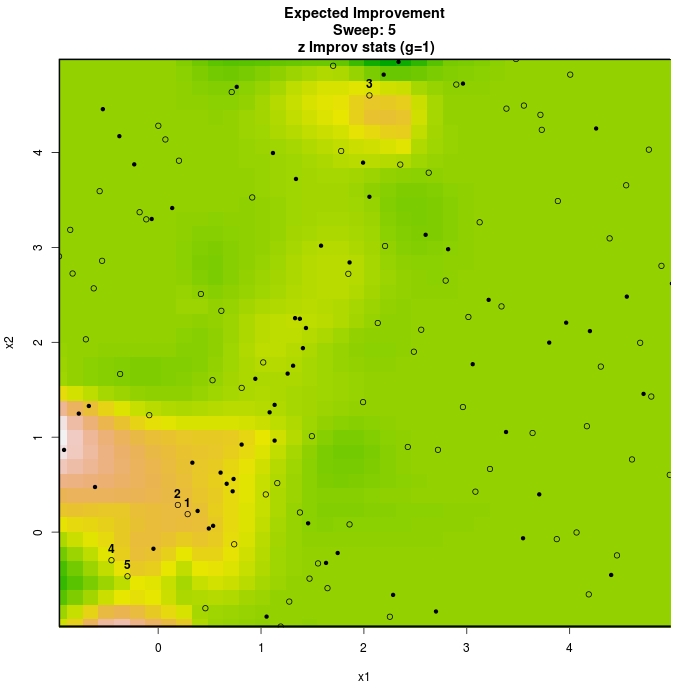 Expected Improvement
Sweep: 5
z Improv stats (g=1)
3
4
3
2
1
0
2
1
4
5
0 1 2 3 4
x2
x1